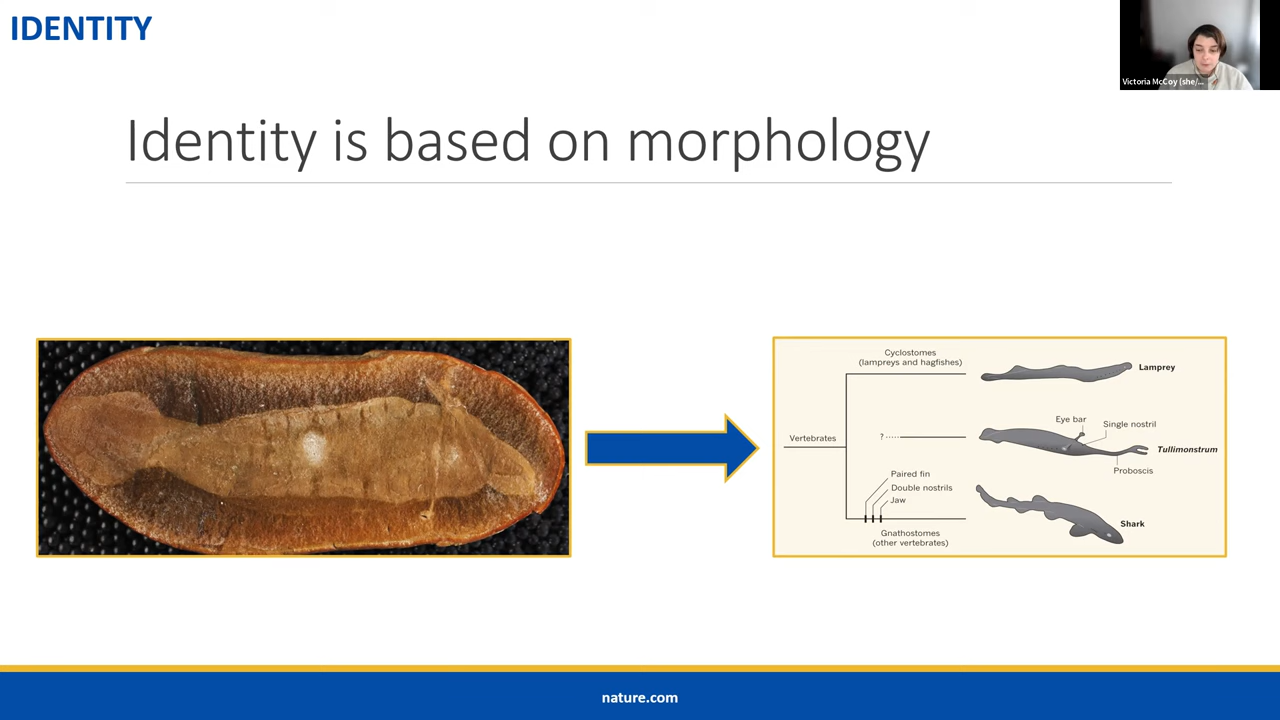 IDENTITY
Victoria McCoy (she/...
Identity is based on morphology
Cyclostomes
(lampreys and hagfishes)
Lamprey
Eye bar
Single nostril
Vertebrates
?
Tullimonstrum
Proboscis
Paired fin
Double nostrils
Jaw
Shark
Gnathostomes
(other vertebrates)
nature.com